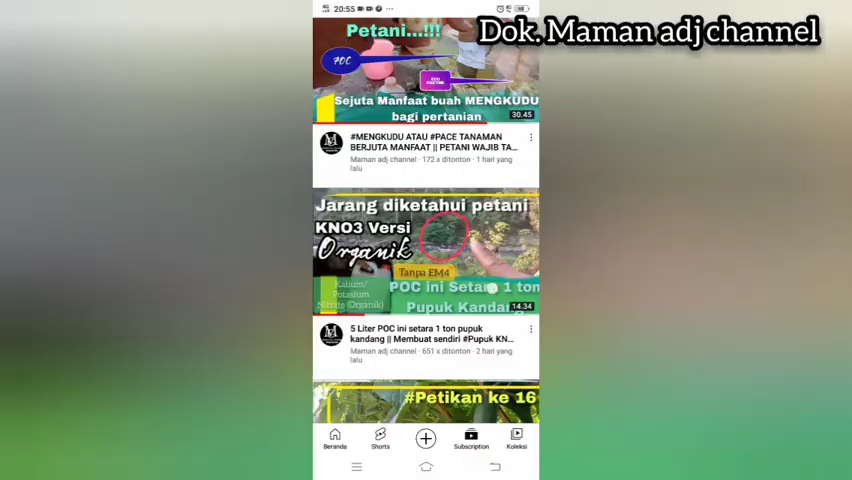 20:55
68
Dok. Maman adj channel
Petani...!!!
POC
Sejuta Manfaat buah MENGKUDU
bagi pertanian
30.45
#MENGKUDU ATAU #PACE TANAMAN
BERJUTA MANFAAT || PETANI WAJIB TA...
Maman adj channel · 172 x ditonton · 1 hari yang
lalu
Jarang diketahui petani
KNO3 Versi
Organik
Tanpa EM4
Kalium/
Potasium
Nitrate (Organik)
POC ini Setara 1 ton
Pupuk Kandang
14.34
5 Liter POC ini setara 1 ton pupuk
kandang || Membuat sendiri #Pupuk KN...
Maman adj channel · 651 x ditonton · 2 hari yang
lalu
#Petikan ke 16
Beranda
Shorts
Subscription
Koleksi